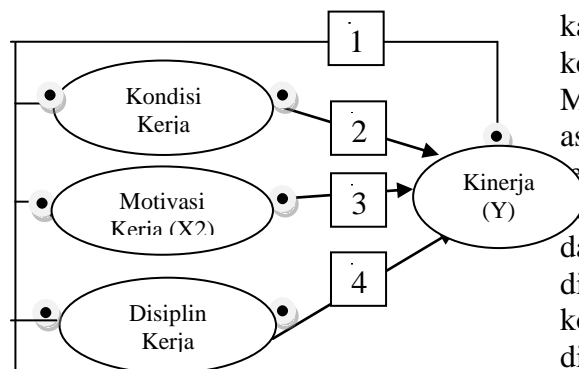 1
Kondisi
Kerja
2
Motivasi
Kerja (X2)
3
Kinerja
(Y)
4
Disiplin
Kerja
ka
ke
M
as
da
di
ke
di